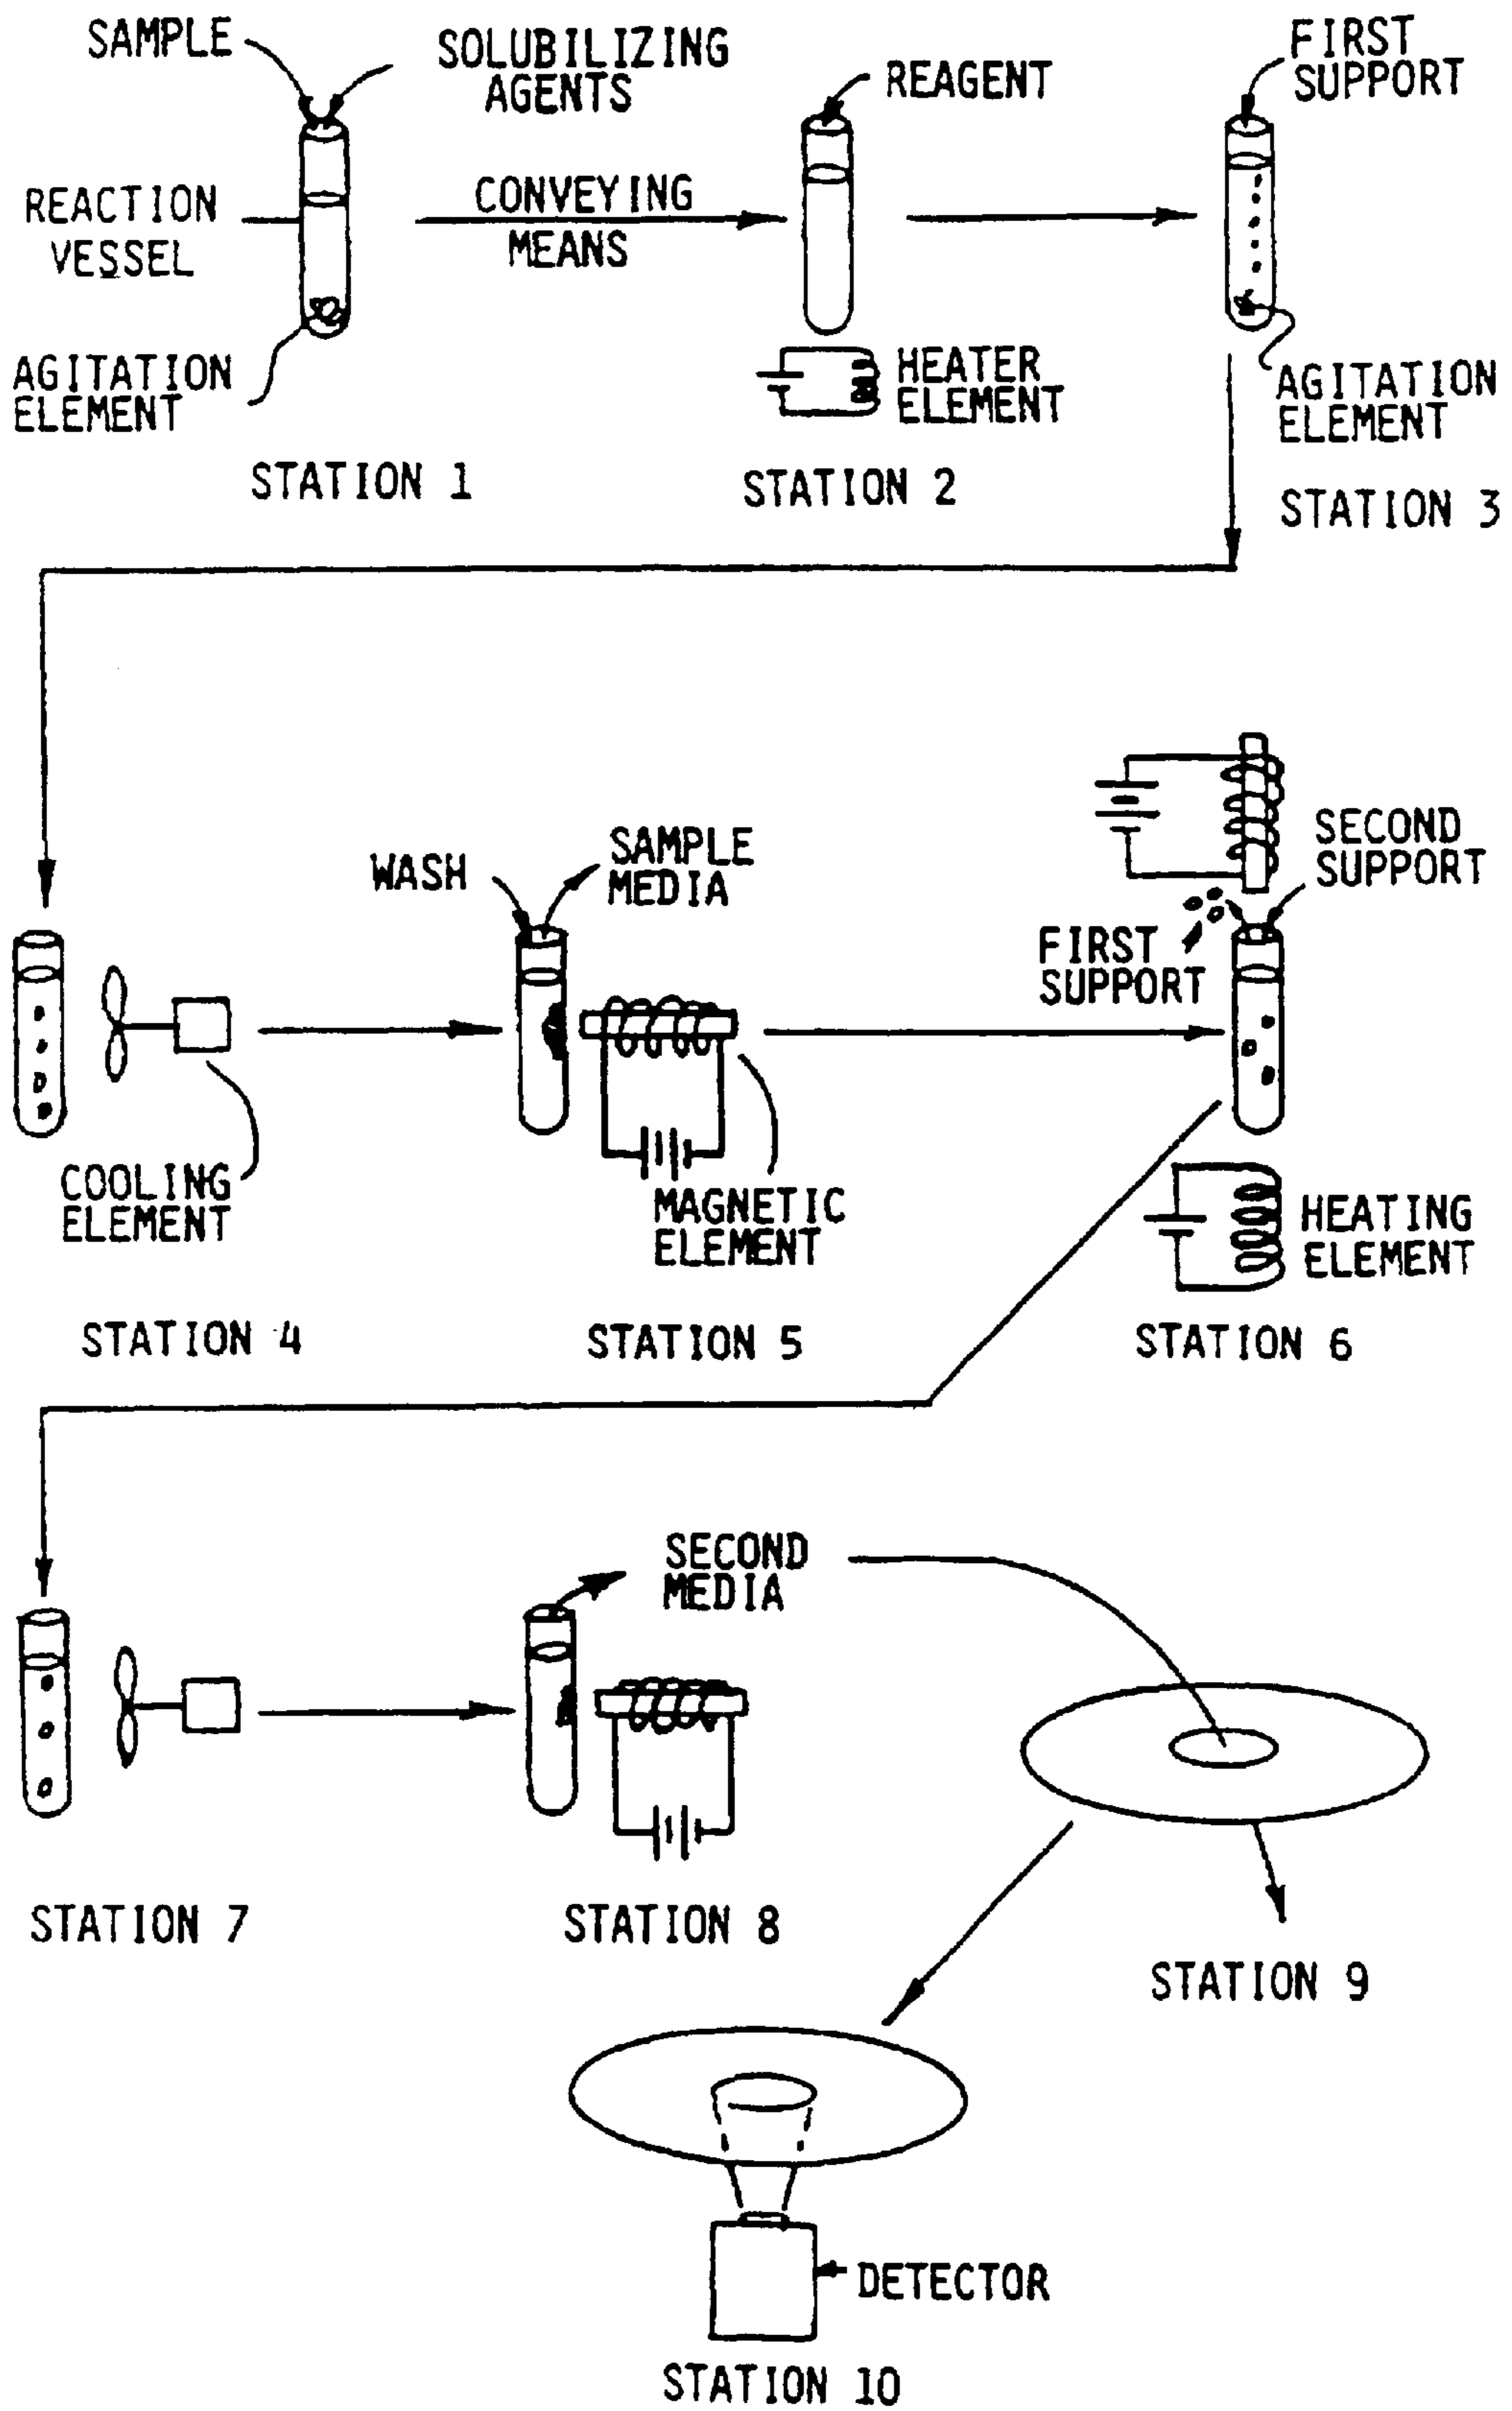 SAMPLE
SOLUBILIZING
AGENTS
REAGENT
FIRST
SUPPORT
REACTION
VESSEL
CONVEYING
MEANS
AGITATION
ELEMENT
HEATER
ELEMENT
AGITATION
ELEMENT
STATION 1
STATION 2
STATION 3
WASH
SAMPLE
MEDIA
SECOND
SUPPORT
FIRST
SUPPORT
COOLING
ELEMENT
MAGNETIC
ELEMENT
HEATING
ELEMENT
STATION 4
STATION 5
STATION 6
SECOND
MEDIA
STATION 7
STATION 8
STATION 9
DETECTOR
STATION 10